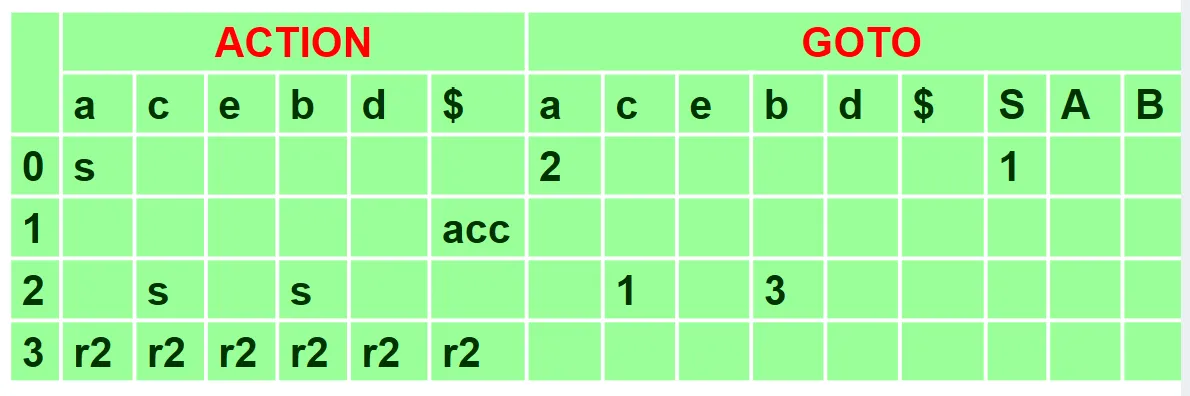 ACTION GOTO
a c e b d $ a c e b d $ S A B
0 s 2 1
1 acc
2 s s 1 3
3 r2 r2 r2 r2 r2 r2